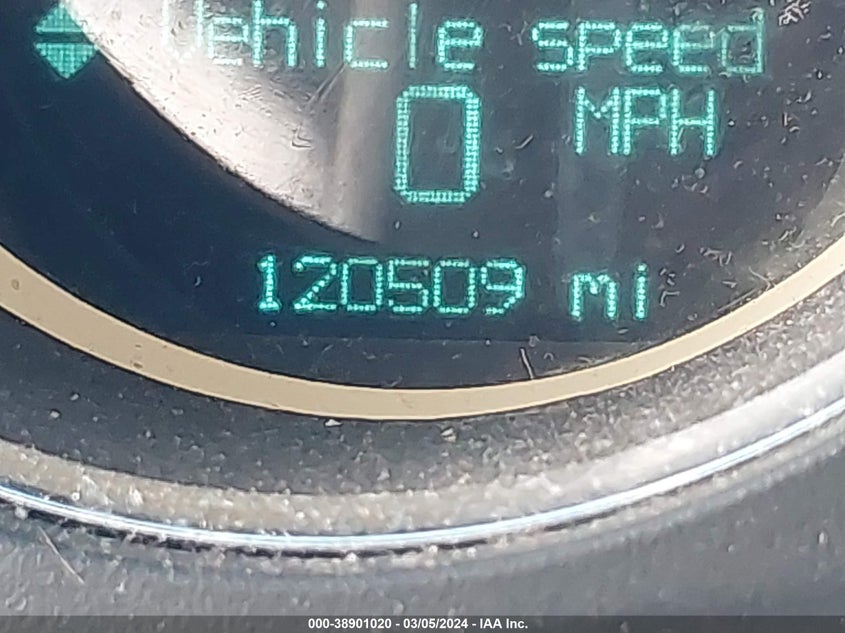 Vehicle speed
0 MPH
120509 mi
000-38901020 - 03/05/2024 - IAA Inc.